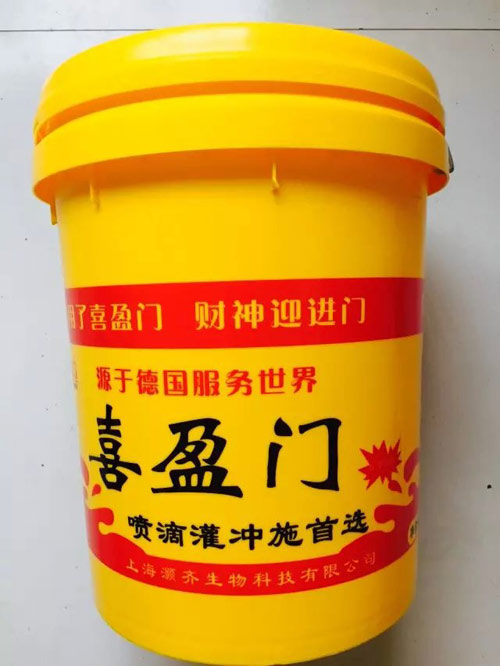 用了喜盈门 财神迎进门
源于德国服务世界
喜盈门
喷滴灌冲施首选
上海灏齐生物科技有限公司